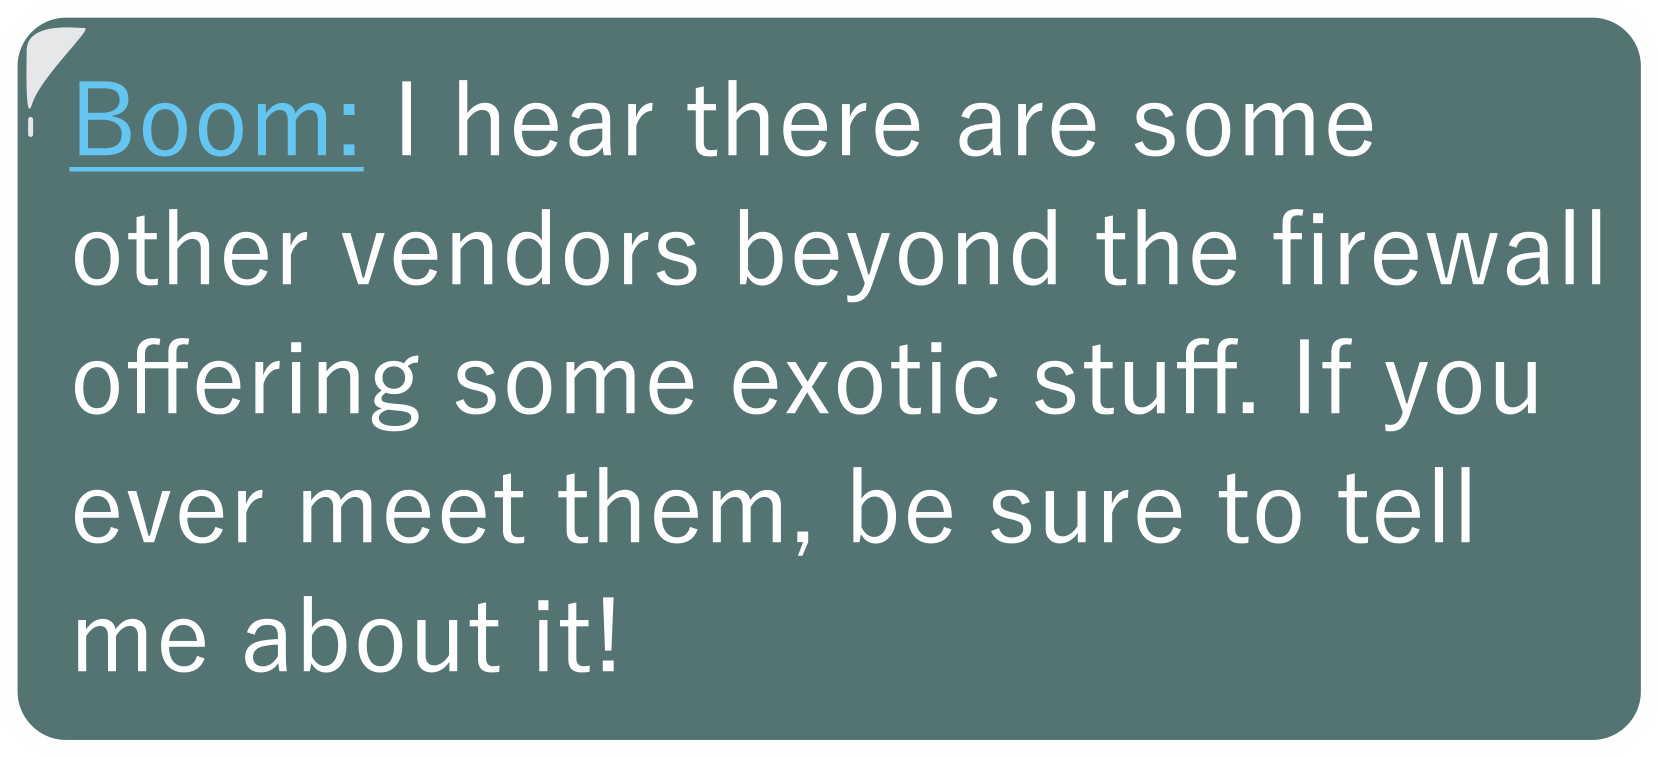 Boom: I hear there are some
other vendors beyond the firewall
offering some exotic stuff. If you
ever meet them, be sure to tell
me about it!